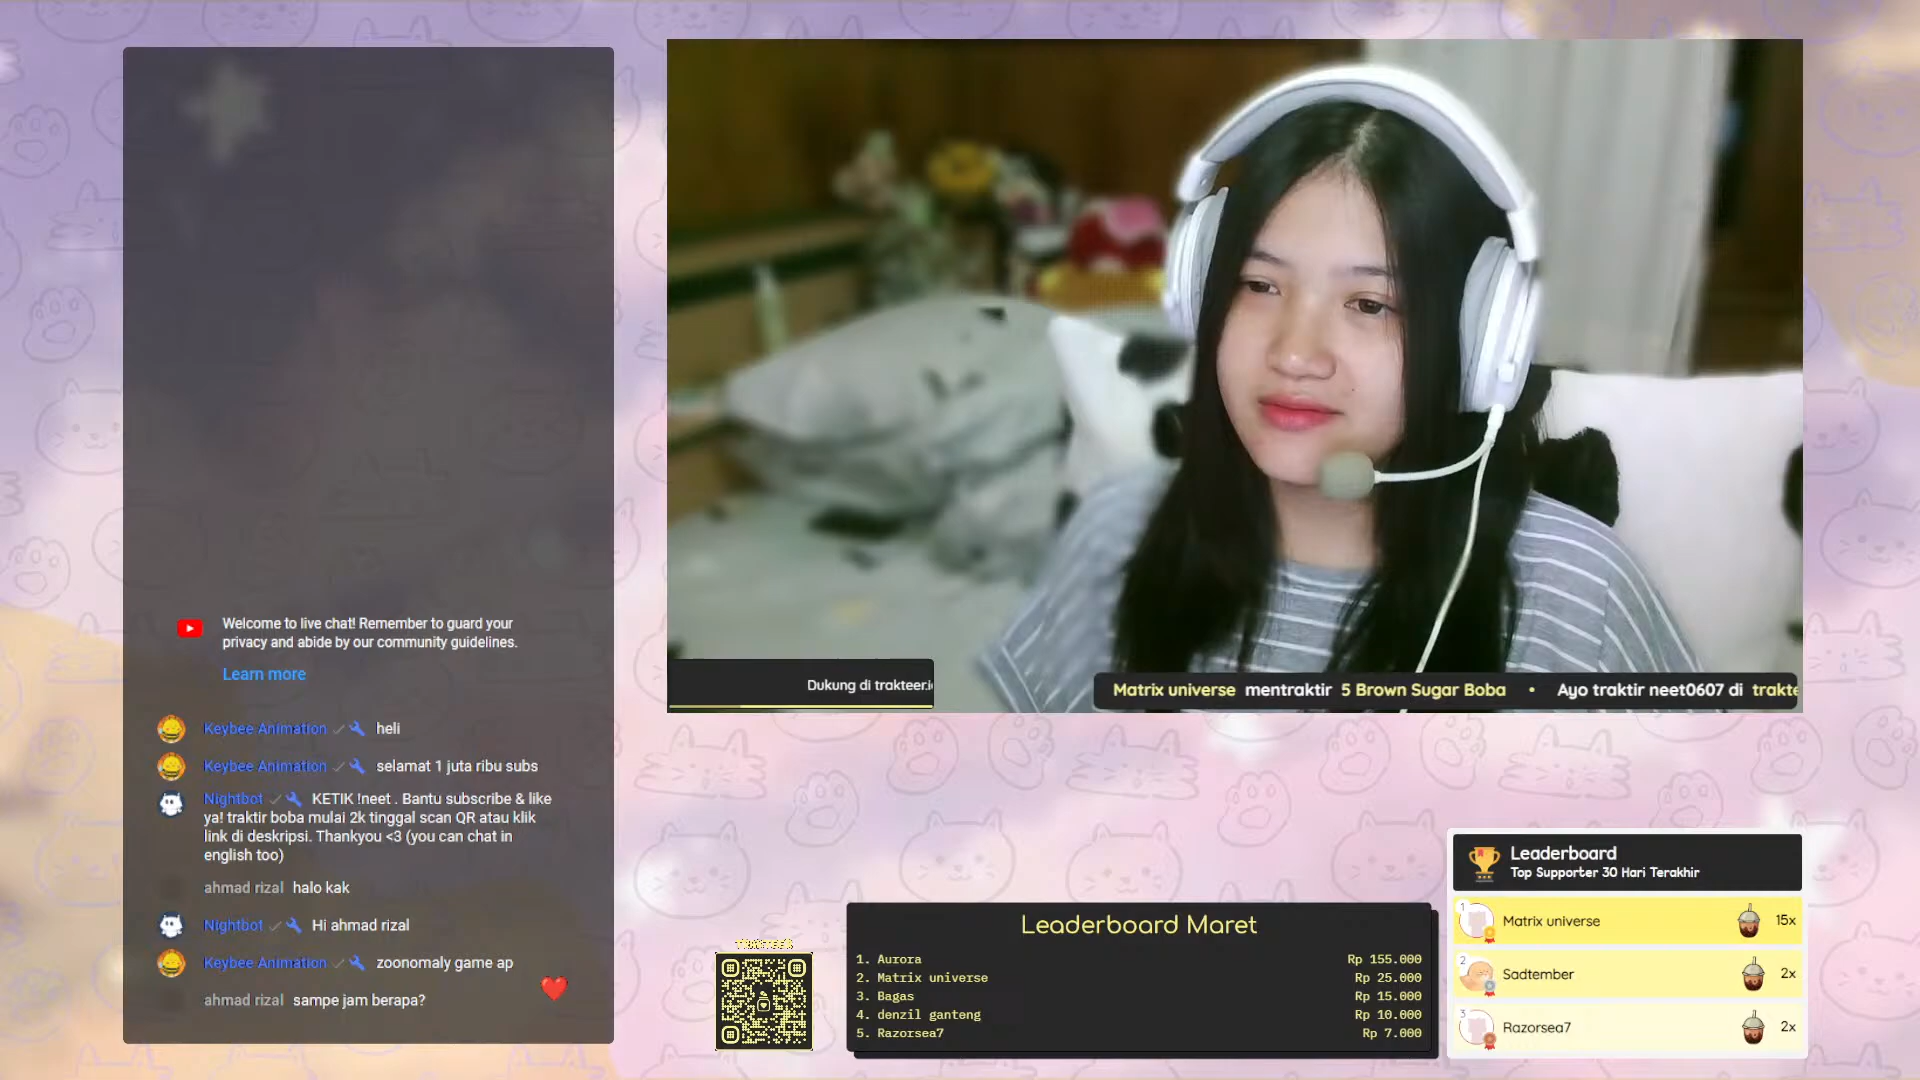 Welcome to live chat! Remember to guard your
privacy and abide by our community guidelines.
Learn more
Keybee Animation heli
Keybee Animation selamat 1 juta ribu subs
Nightbot KETIK !neet . Bantu subscribe & like
ya! traktir boba mulai 2k tinggal scan QR atau klik
link di deskripsi. Thankyou <3 (you can chat in
english too)
ahmad rizal halo kak
Nightbot Hi ahmad rizal
Keybee Animation zoonomaly game ap
ahmad rizal sampe jam berapa?
Dukung di trakteer.i
Matrix universe mentraktir 5 Brown Sugar Boba • Ayo traktir neet0607 di trakte
Leaderboard Maret
1. Aurora Rp 155.000
2. Matrix universe Rp 25.000
3. Bagas Rp 15.000
4. denzil ganteng Rp 10.000
5. Razorsea7 Rp 7.000
Leaderboard
Top Supporter 30 Hari Terakhir
1 Matrix universe 15x
2 Sadtember 2x
3 Razorsea7 2x